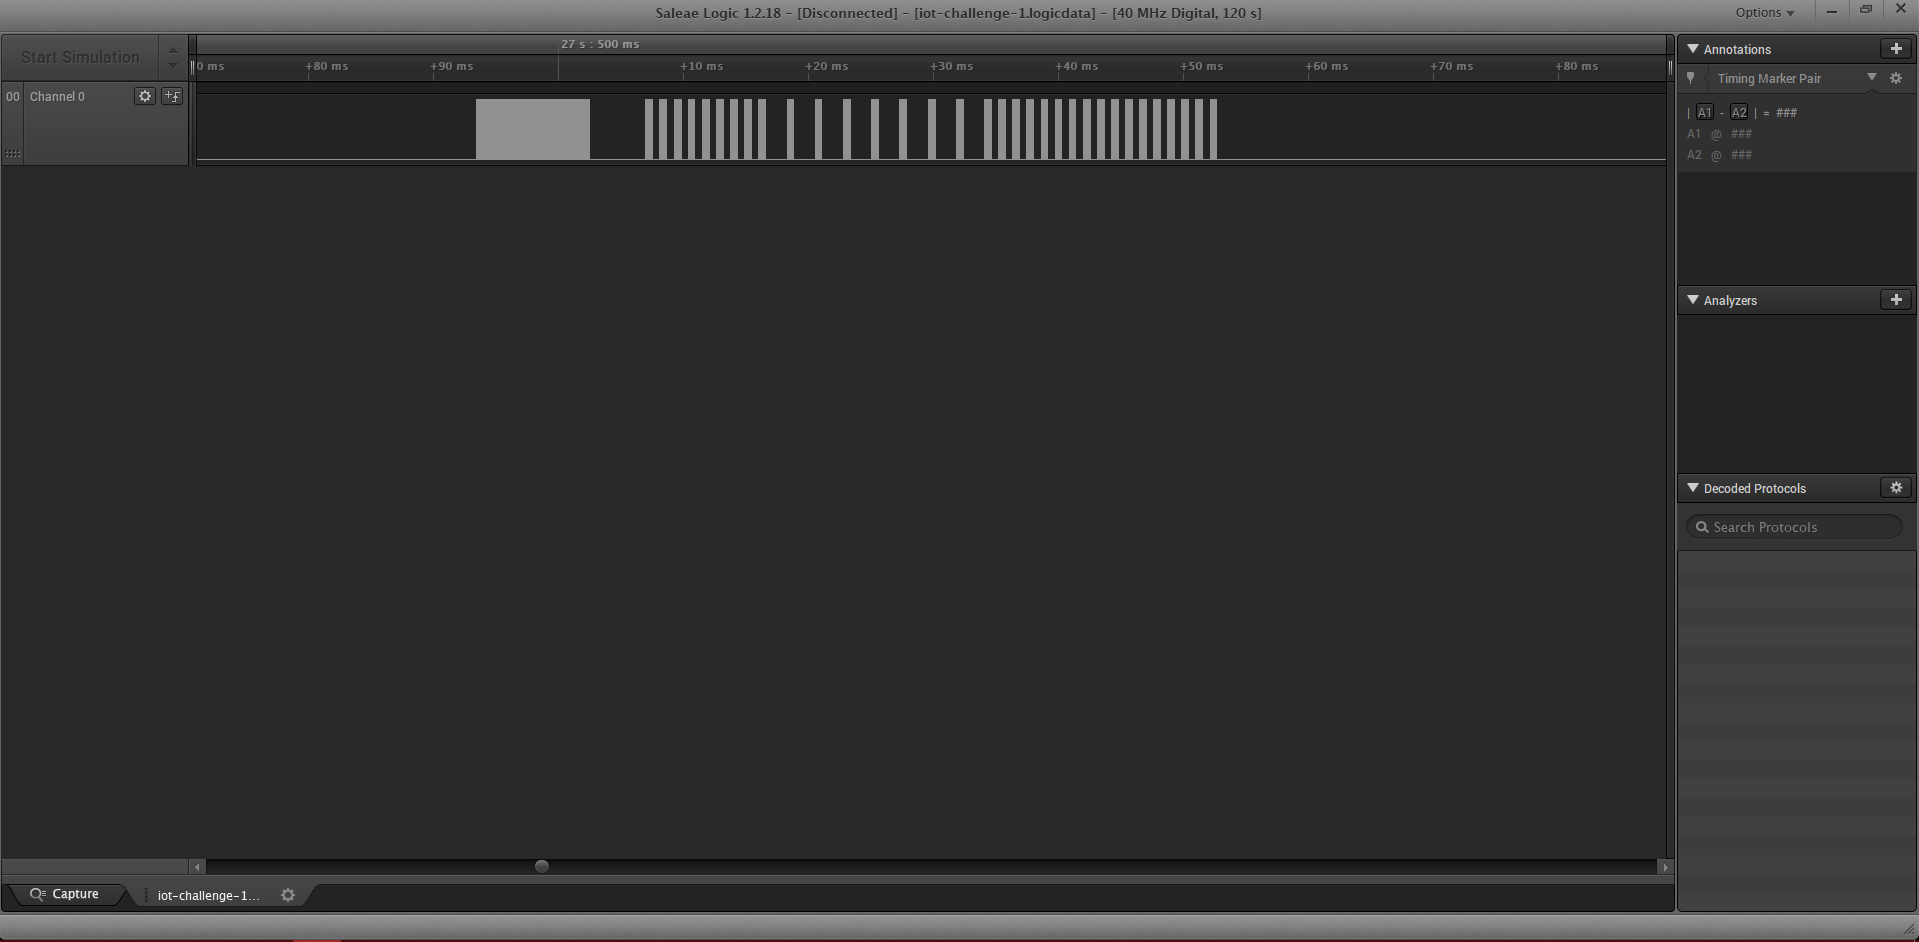 Saleae Logic 1.2.18 - [Disconnected] - [iot-challenge-1.logicdata] - [40 MHz Digital, 120 s]
Options
Start Simulation
27 s : 500 ms
0 ms +80 ms +90 ms +10 ms +20 ms +30 ms +40 ms +50 ms +60 ms +70 ms +80 ms
00 Channel 0
Annotations
Timing Marker Pair
| A1 - A2 | = ###
A1 @ ###
A2 @ ###
Analyzers
Decoded Protocols
Search Protocols
Capture
iot-challenge-1...